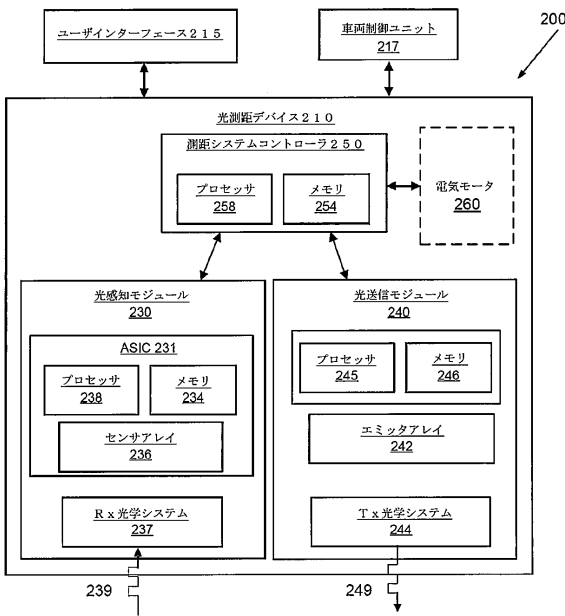 ユーザインターフェース215
車両制御ユニット
217
200
光測距デバイス210
測距システムコントローラ250
プロセッサ
258
メモリ
254
電気モータ
260
光感知モジュール
230
ASIC 231
プロセッサ
238
メモリ
234
センサアレイ
236
Rx光学システム
237
光送信モジュール
240
プロセッサ
245
メモリ
246
エミッタアレイ
242
Tx光学システム
244
239
249